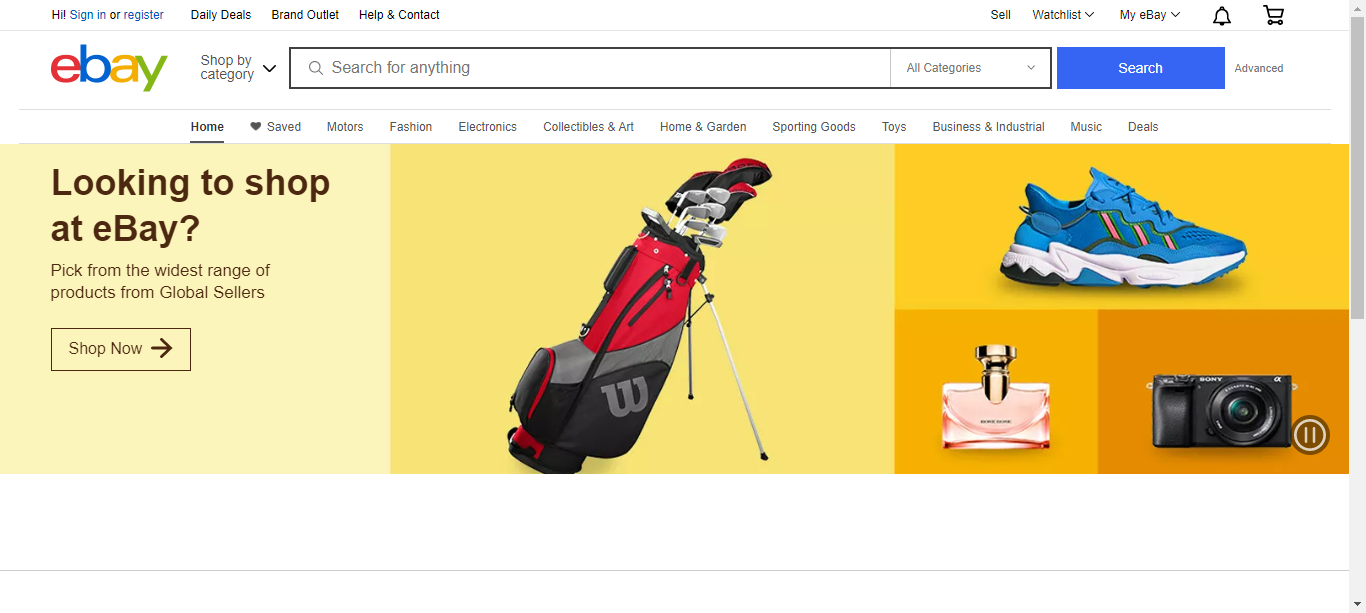 Hi! Sign in or register
Daily Deals
Brand Outlet
Help & Contact
Sell
Watchlist
My eBay
ebay
Shop by
category
Search for anything
All Categories
Search
Advanced
Home
Saved
Motors
Fashion
Electronics
Collectibles & Art
Home & Garden
Sporting Goods
Toys
Business & Industrial
Music
Deals
Looking to shop
at eBay?
Pick from the widest range of
products from Global Sellers
Shop Now
W
SONY
α